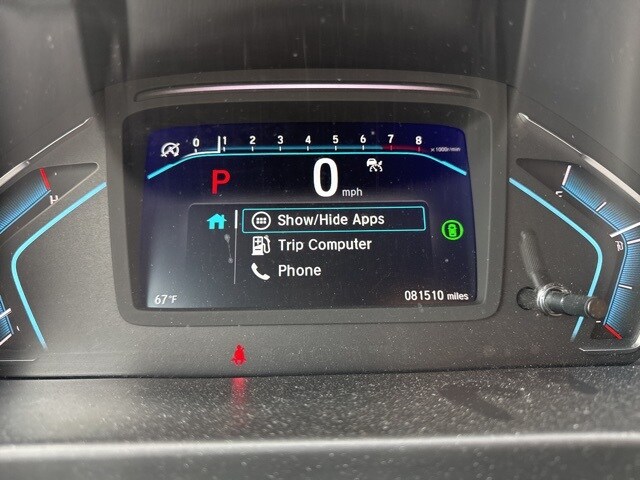 0 1 2 3 4 5 6 7 8 x1000r/min
P 0 mph
Show/Hide Apps
Trip Computer
Phone
67°F 081510 miles
H F